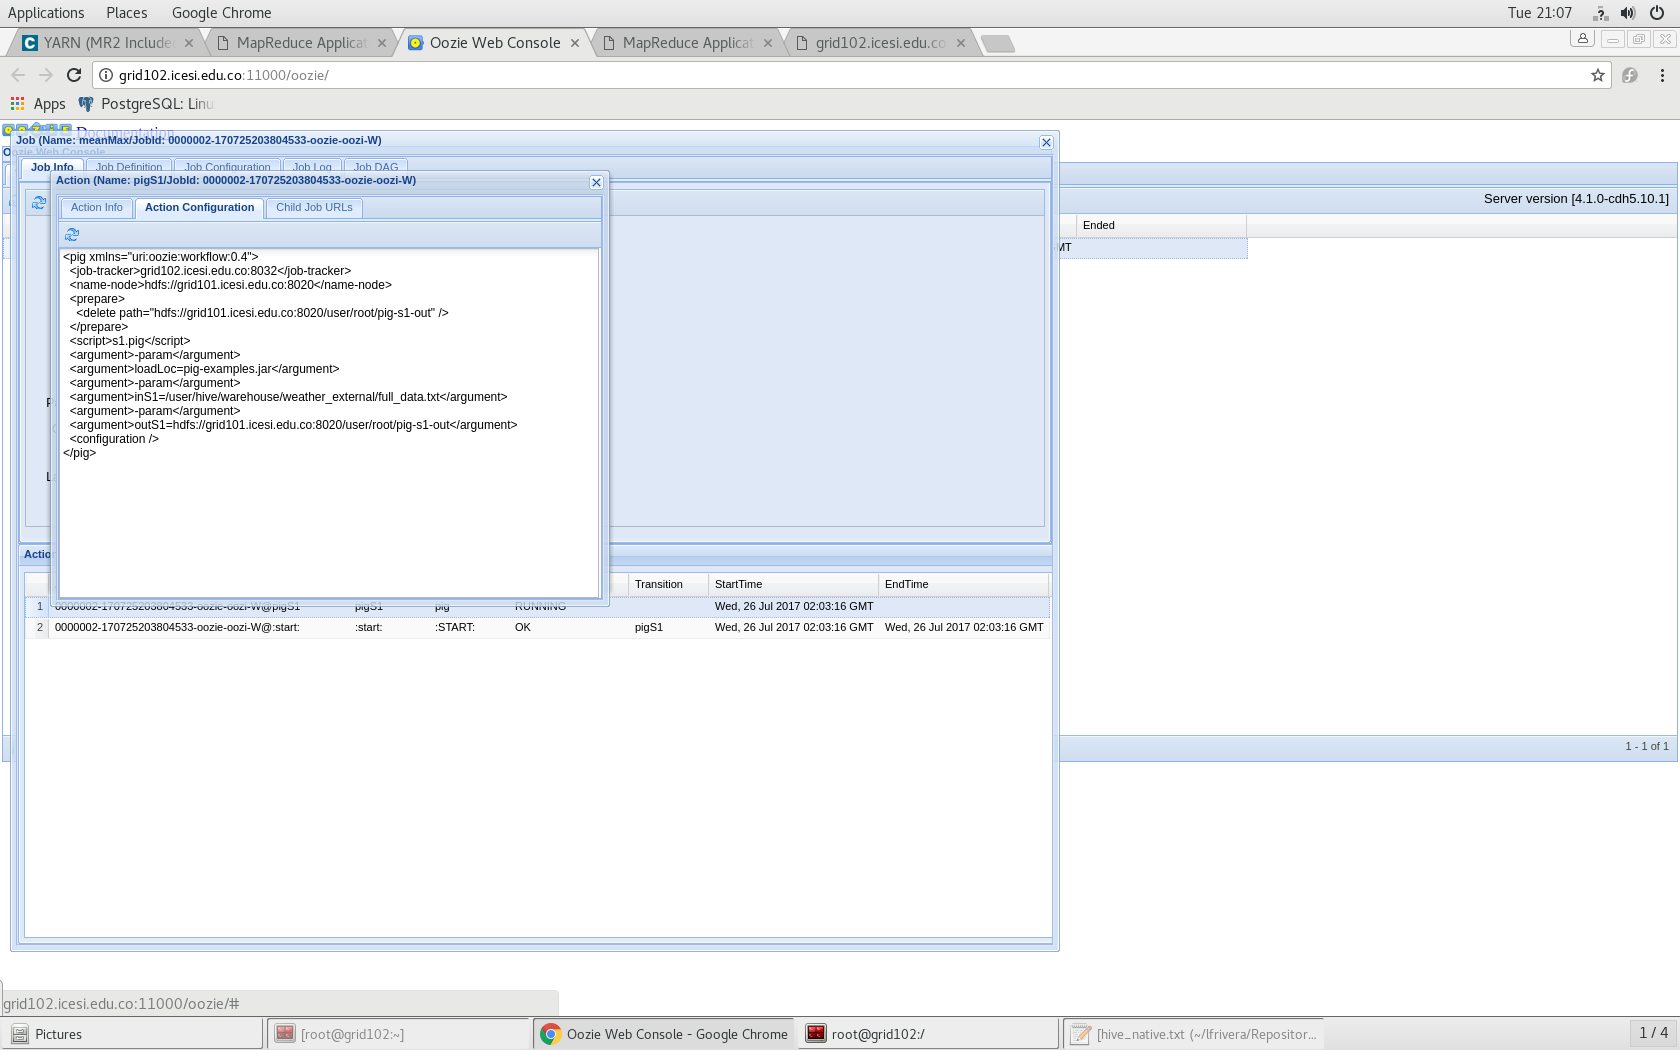 Applications Places Google Chrome Tue 21:07
YARN (MR2 Include MapReduce Applicat Oozie Web Console MapReduce Applicat grid102.icesi.edu.co
grid102.icesi.edu.co:11000/oozie/
Apps PostgreSQL: Linu
Documentation
Oozie Web Console
Job (Name: meanMax/JobId: 0000002-170725203804533-oozie-oozi-W)
Job Info Job Definition Job Configuration Job Log Job DAG
Action (Name: pigS1/JobId: 0000002-170725203804533-oozie-oozi-W)
Action Info Action Configuration Child Job URLs
Server version [4.1.0-cdh5.10.1]
Ended
MT
<pig xmlns="uri:oozie:workflow:0.4">
<job-tracker>grid102.icesi.edu.co:8032</job-tracker>
<name-node>hdfs://grid101.icesi.edu.co:8020</name-node>
<prepare>
<delete path="hdfs://grid101.icesi.edu.co:8020/user/root/pig-s1-out" />
</prepare>
<script>s1.pig</script>
<argument>-param</argument>
<argument>loadLoc=pig-examples.jar</argument>
<argument>-param</argument>
<argument>inS1=/user/hive/warehouse/weather_external/full_data.txt</argument>
<argument>-param</argument>
<argument>outS1=hdfs://grid101.icesi.edu.co:8020/user/root/pig-s1-out</argument>
<configuration />
</pig>
Actio
Transition StartTime EndTime
1 0000002-170725203804533-oozie-oozi-W@pigS1 pigS1 pig RUNNING Wed, 26 Jul 2017 02:03:16 GMT
2 0000002-170725203804533-oozie-oozi-W@:start: :start: :START: OK pigS1 Wed, 26 Jul 2017 02:03:16 GMT Wed, 26 Jul 2017 02:03:16 GMT
1 - 1 of 1
grid102.icesi.edu.co:11000/oozie/#
Pictures [root@grid102:~] Oozie Web Console - Google Chrome root@grid102:/ [hive_native.txt (~/lfrivera/Repositor... 1 / 4